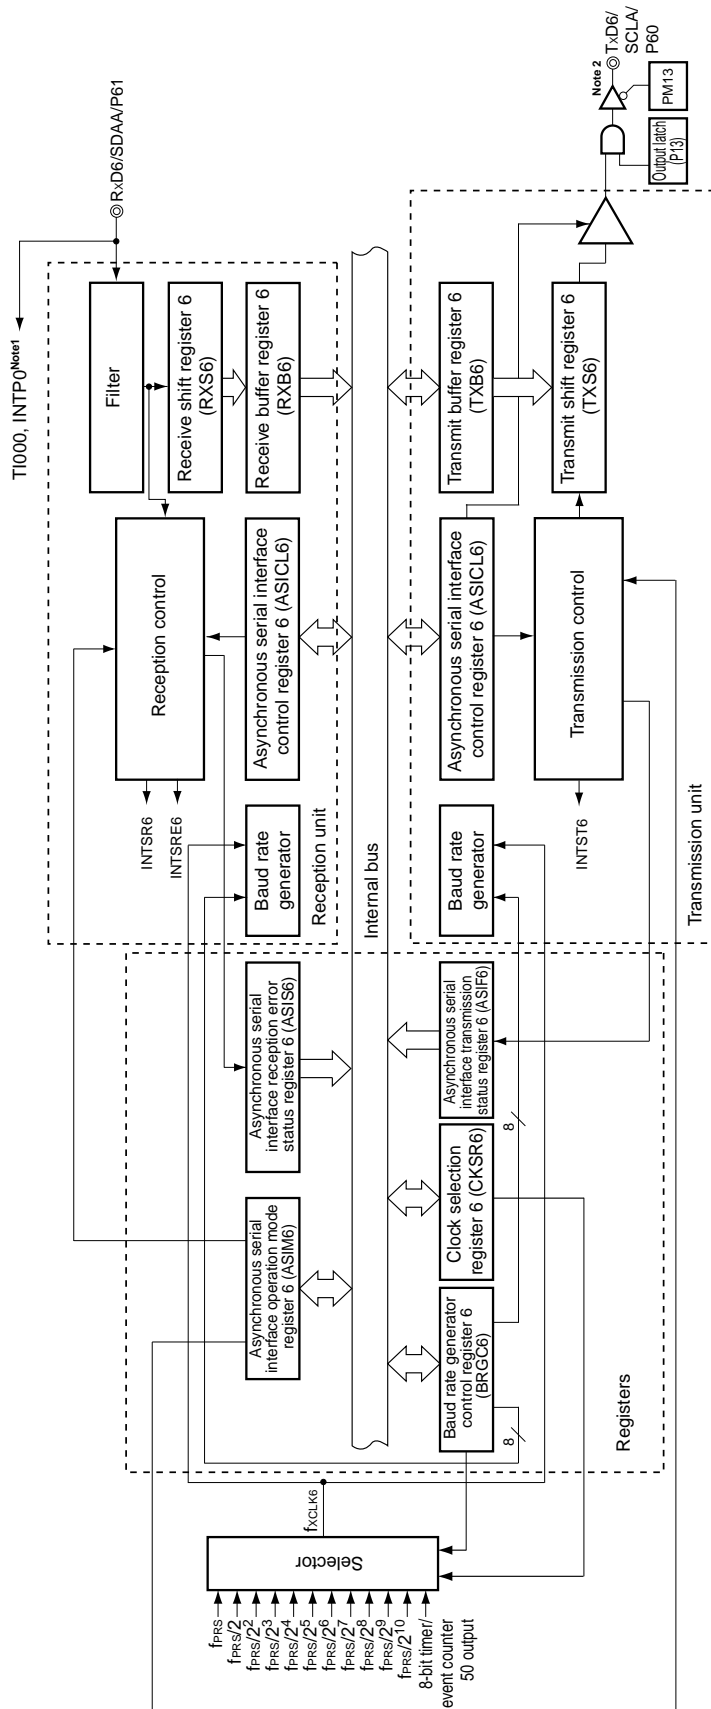 TI000, INTP0Note1
RxD6/SDAA/P61
Filter
Receive shift register 6
(RXS6)
Receive buffer register 6
(RXB6)
Reception control
Asynchronous serial interface
control register 6 (ASICL6)
INTSR6
INTSRE6
Baud rate
generator
Reception unit
Asynchronous serial
interface reception error
status register 6 (ASIS6)
Asynchronous serial
interface operation mode
register 6 (ASIM6)
Internal bus
Transmit buffer register 6
(TXB6)
Transmit shift register 6
(TXS6)
Note 2
TxD6/
SCLA/
P60
PM13
Output latch
(P13)
Asynchronous serial interface
control register 6 (ASICL6)
Transmission control
INTST6
Baud rate
generator
Transmission unit
Asynchronous serial
interface transmission
status register 6 (ASIF6)
8
Clock selection
register 6 (CKSR6)
Baud rate generator
control register 6
(BRGC6)
8
Registers
fXCLK6
Selector
fPRS
fPRS/2
fPRS/2²
fPRS/2³
fPRS/2⁴
fPRS/2⁵
fPRS/2⁶
fPRS/2⁷
fPRS/2⁸
fPRS/2⁹
fPRS/2¹⁰
8-bit timer/
event counter
50 output